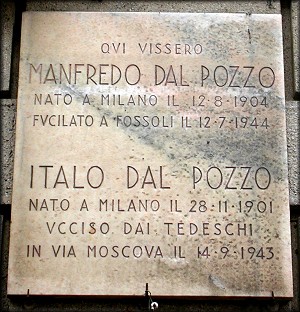 QVI VISSERO
MANFREDO DAL POZZO
NATO A MILANO IL 12·8·1904
FVCILATO A FOSSOLI IL 12·7·1944
ITALO DAL POZZO
NATO A MILANO IL 28·11·1901
VCCISO DAI TEDESCHI
IN VIA MOSCOVA IL 14·9·1943